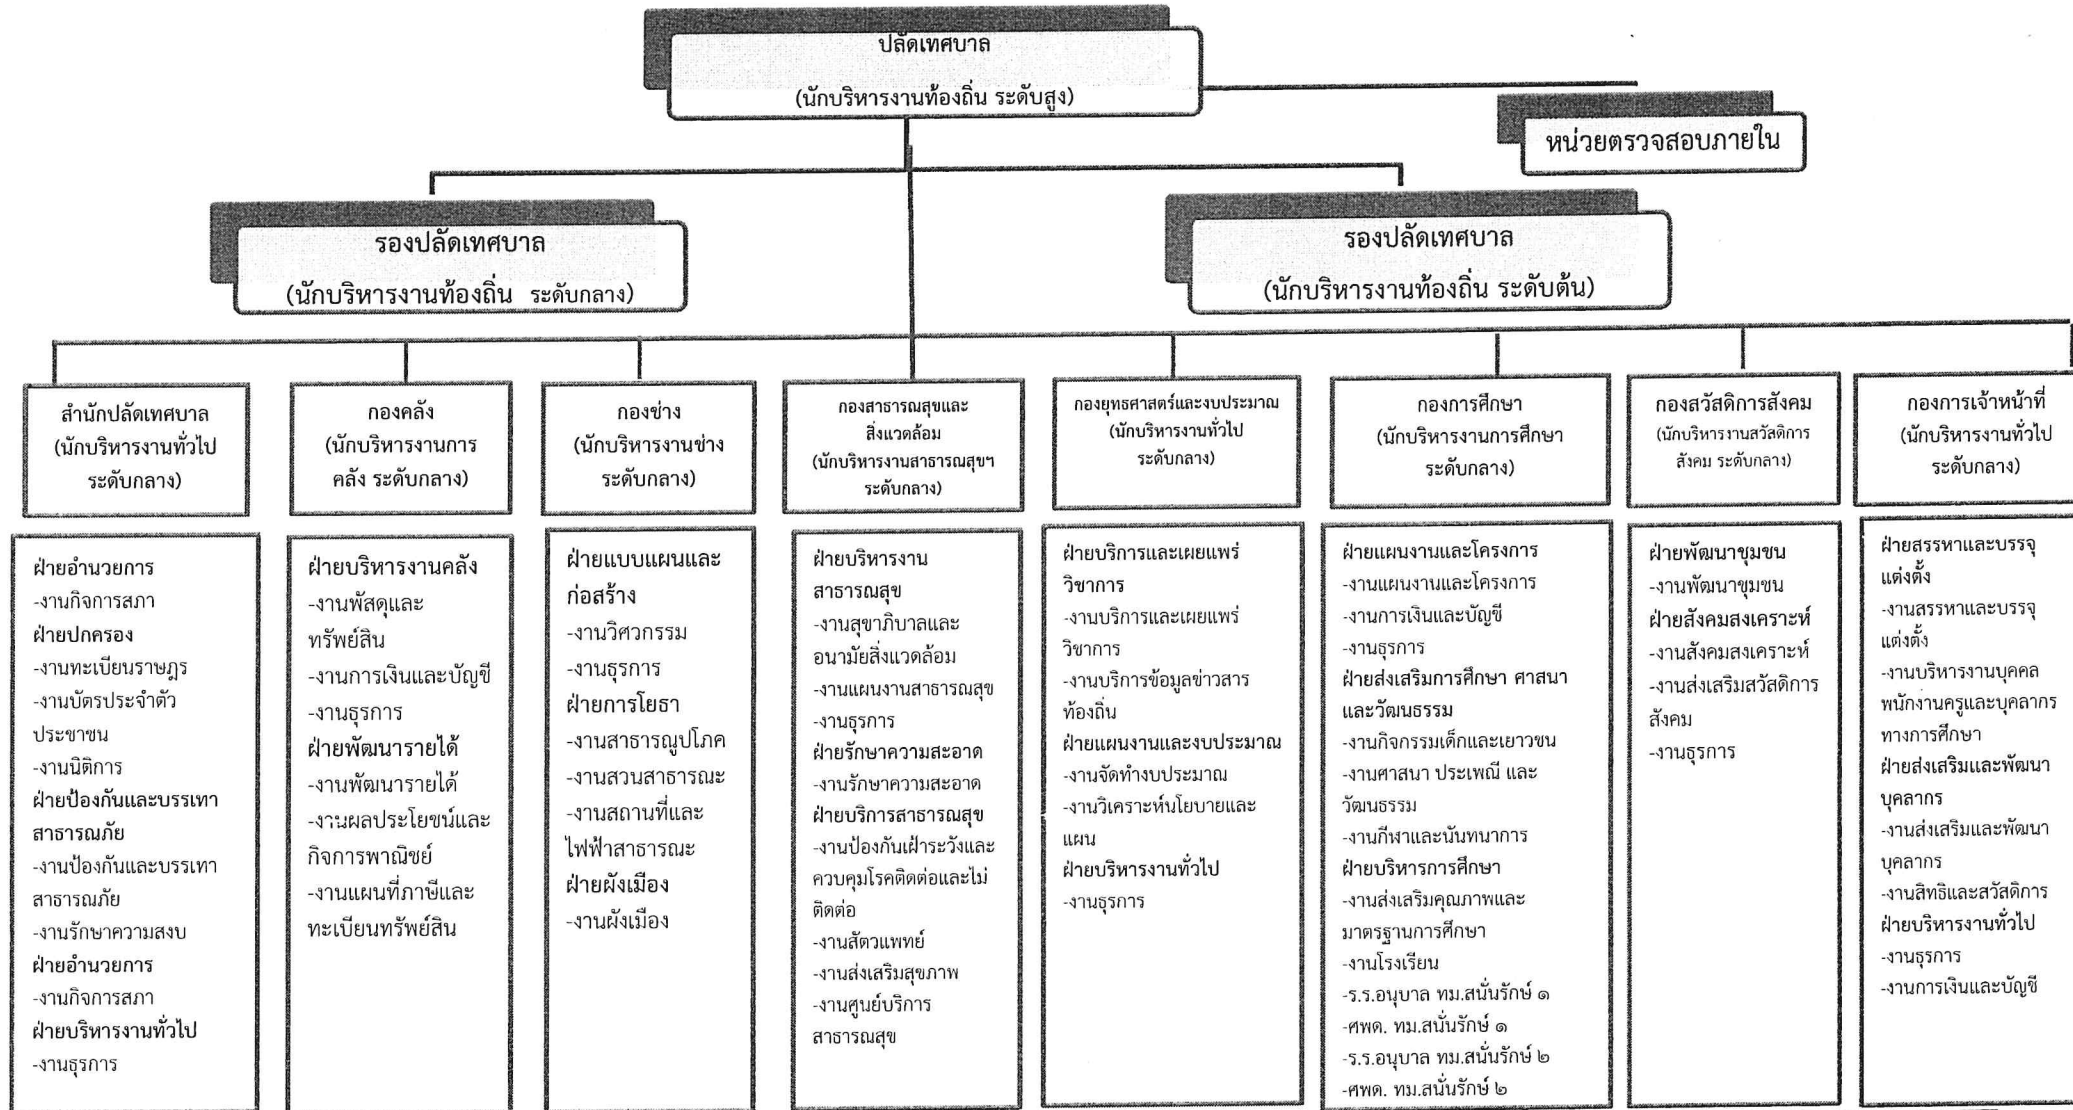 ปลัดเทศบาล
(นักบริหารงานท้องถิ่น ระดับสูง)
หน่วยตรวจสอบภายใน
รองปลัดเทศบาล
(นักบริหารงานท้องถิ่น ระดับกลาง)
รองปลัดเทศบาล
(นักบริหารงานท้องถิ่น ระดับต้น)
สำนักปลัดเทศบาล
(นักบริหารงานทั่วไป
ระดับกลาง)
กองคลัง
(นักบริหารงานการ
คลัง ระดับกลาง)
กองช่าง
(นักบริหารงานช่าง
ระดับกลาง)
กองสาธารณสุขและ
สิ่งแวดล้อม
(นักบริหารงานสาธารณสุขฯ
ระดับกลาง)
กองยุทธศาสตร์และงบประมาณ
(นักบริหารงานทั่วไป
ระดับกลาง)
กองการศึกษา
(นักบริหารงานการศึกษา
ระดับกลาง)
กองสวัสดิการสังคม
(นักบริหารงานสวัสดิการ
สังคม ระดับกลาง)
กองการเจ้าหน้าที่
(นักบริหารงานทั่วไป
ระดับกลาง)
ฝ่ายอำนวยการ
-งานกิจการสภา
ฝ่ายปกครอง
-งานทะเบียนราษฎร
-งานบัตรประจำตัว
ประชาชน
-งานนิติการ
ฝ่ายป้องกันและบรรเทา
สาธารณภัย
-งานป้องกันและบรรเทา
สาธารณภัย
-งานรักษาความสงบ
ฝ่ายอำนวยการ
-งานกิจการสภา
ฝ่ายบริหารงานทั่วไป
-งานธุรการ
ฝ่ายบริหารงานคลัง
-งานพัสดุและ
ทรัพย์สิน
-งานการเงินและบัญชี
-งานธุรการ
ฝ่ายพัฒนารายได้
-งานพัฒนารายได้
-งานผลประโยชน์และ
กิจการพาณิชย์
-งานแผนที่ภาษีและ
ทะเบียนทรัพย์สิน
ฝ่ายแบบแผนและ
ก่อสร้าง
-งานวิศวกรรม
-งานธุรการ
ฝ่ายการโยธา
-งานสาธารณูปโภค
-งานสวนสาธารณะ
-งานสถานที่และ
ไฟฟ้าสาธารณะ
ฝ่ายผังเมือง
-งานผังเมือง
ฝ่ายบริหารงาน
สาธารณสุข
-งานสุขาภิบาลและ
อนามัยสิ่งแวดล้อม
-งานแผนงานสาธารณสุข
-งานธุรการ
ฝ่ายรักษาความสะอาด
-งานรักษาความสะอาด
ฝ่ายบริการสาธารณสุข
-งานป้องกันเฝ้าระวังและ
ควบคุมโรคติดต่อและไม่
ติดต่อ
-งานสัตวแพทย์
-งานส่งเสริมสุขภาพ
-งานศูนย์บริการ
สาธารณสุข
ฝ่ายบริการและเผยแพร่
วิชาการ
-งานบริการและเผยแพร่
วิชาการ
-งานบริการข้อมูลข่าวสาร
ท้องถิ่น
ฝ่ายแผนงานและงบประมาณ
-งานจัดทำงบประมาณ
-งานวิเคราะห์นโยบายและ
แผน
ฝ่ายบริหารงานทั่วไป
-งานธุรการ
ฝ่ายแผนงานและโครงการ
-งานแผนงานและโครงการ
-งานการเงินและบัญชี
-งานธุรการ
ฝ่ายส่งเสริมการศึกษา ศาสนา
และวัฒนธรรม
-งานกิจกรรมเด็กและเยาวชน
-งานศาสนา ประเพณี และ
วัฒนธรรม
-งานกีฬาและนันทนาการ
ฝ่ายบริหารการศึกษา
-งานส่งเสริมคุณภาพและ
มาตรฐานการศึกษา
-งานโรงเรียน
-ร.ร.อนุบาล ทม.สนั่นรักษ์ ๑
-ศพด. ทม.สนั่นรักษ์ ๑
-ร.ร.อนุบาล ทม.สนั่นรักษ์ ๒
-ศพด. ทม.สนั่นรักษ์ ๒
ฝ่ายพัฒนาชุมชน
-งานพัฒนาชุมชน
ฝ่ายสังคมสงเคราะห์
-งานสังคมสงเคราะห์
-งานส่งเสริมสวัสดิการ
สังคม
-งานธุรการ
ฝ่ายสรรหาและบรรจุ
แต่งตั้ง
-งานสรรหาและบรรจุ
แต่งตั้ง
-งานบริหารงานบุคคล
พนักงานครูและบุคลากร
ทางการศึกษา
ฝ่ายส่งเสริมและพัฒนา
บุคลากร
-งานส่งเสริมและพัฒนา
บุคลากร
-งานสิทธิและสวัสดิการ
ฝ่ายบริหารงานทั่วไป
-งานธุรการ
-งานการเงินและบัญชี